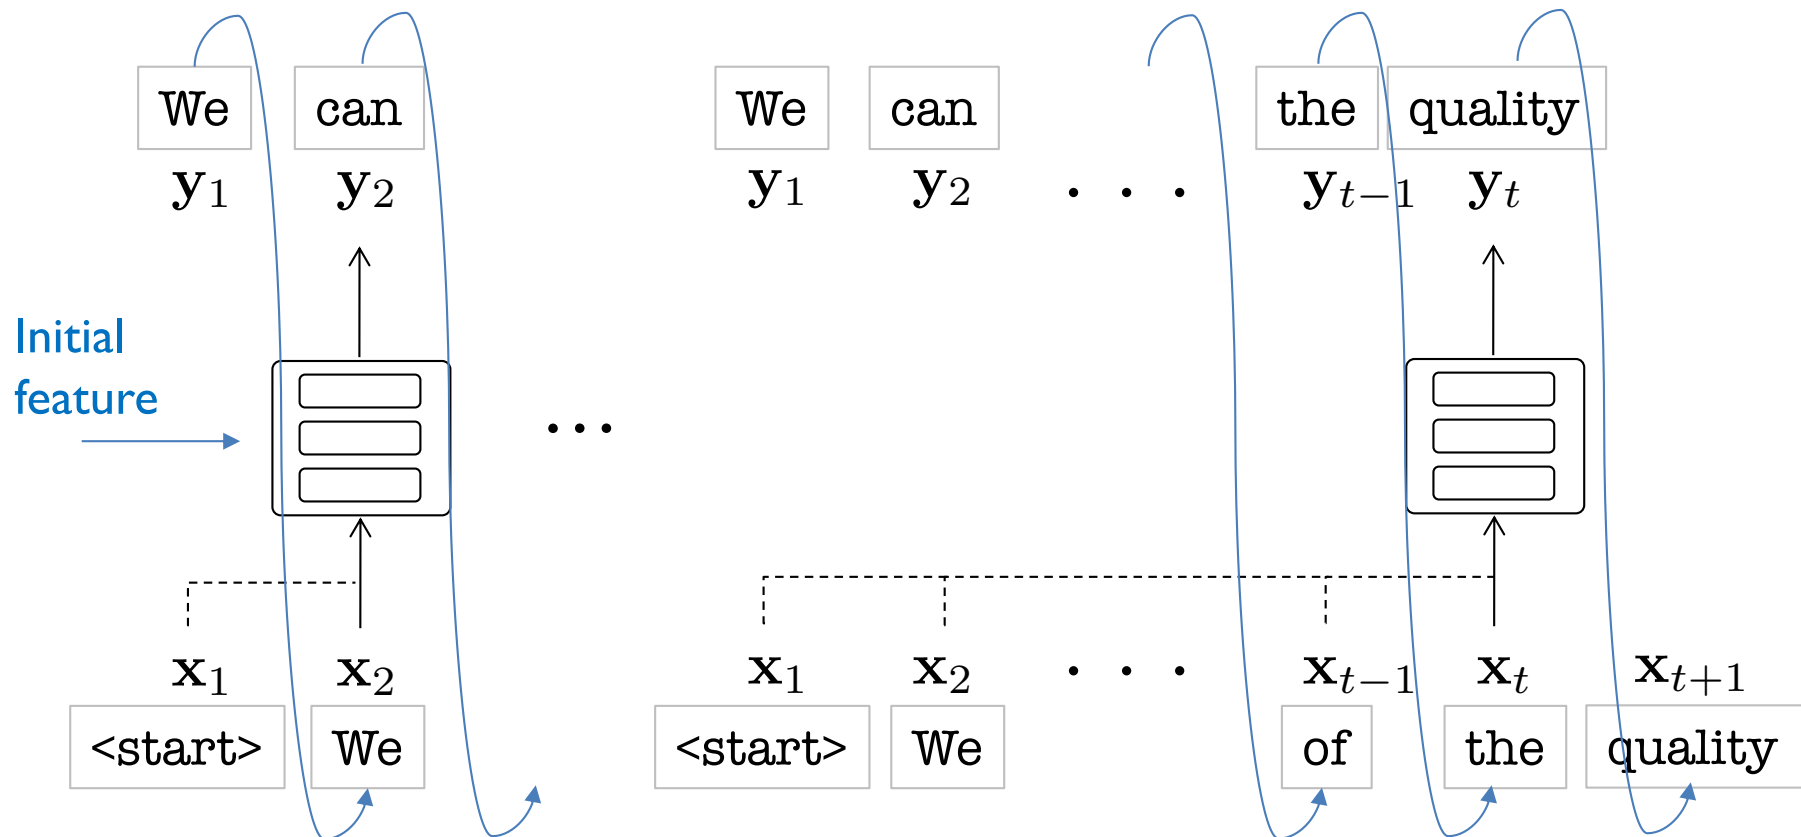 We can We can the quality
y₁ y₂ y₁ y₂ . . . yₜ₋₁ yₜ
Initial
feature
...
x₁ x₂ x₁ x₂ . . . xₜ₋₁ xₜ xₜ₊₁
<start> We <start> We of the quality